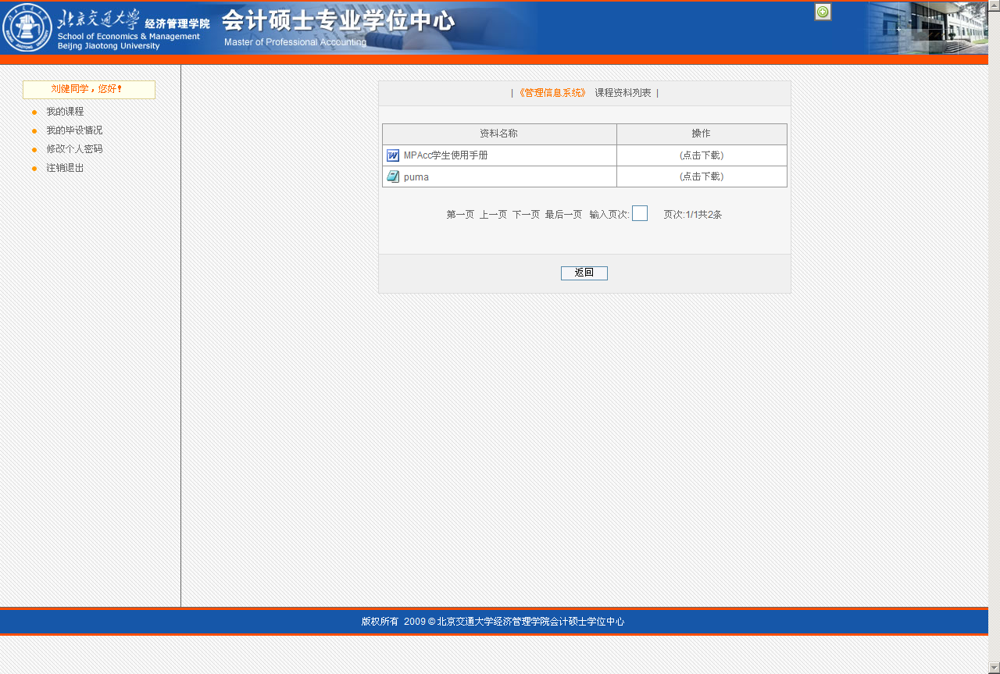 北京交通大学 经济管理学院 会计硕士专业学位中心
School of Economics & Management
Beijng Jiaotong University
Master of Professional Accounting
刘健同学，您好！
我的课程
我的毕设情况
修改个人密码
注销退出
|《管理信息系统》 课程资料列表 |
资料名称 操作
MPAcc学生使用手册 (点击下载)
puma (点击下载)
第一页 上一页 下一页 最后一页 输入页次: 页次:1/1共2条
返回
版权所有 2009 © 北京交通大学经济管理学院会计硕士学位中心